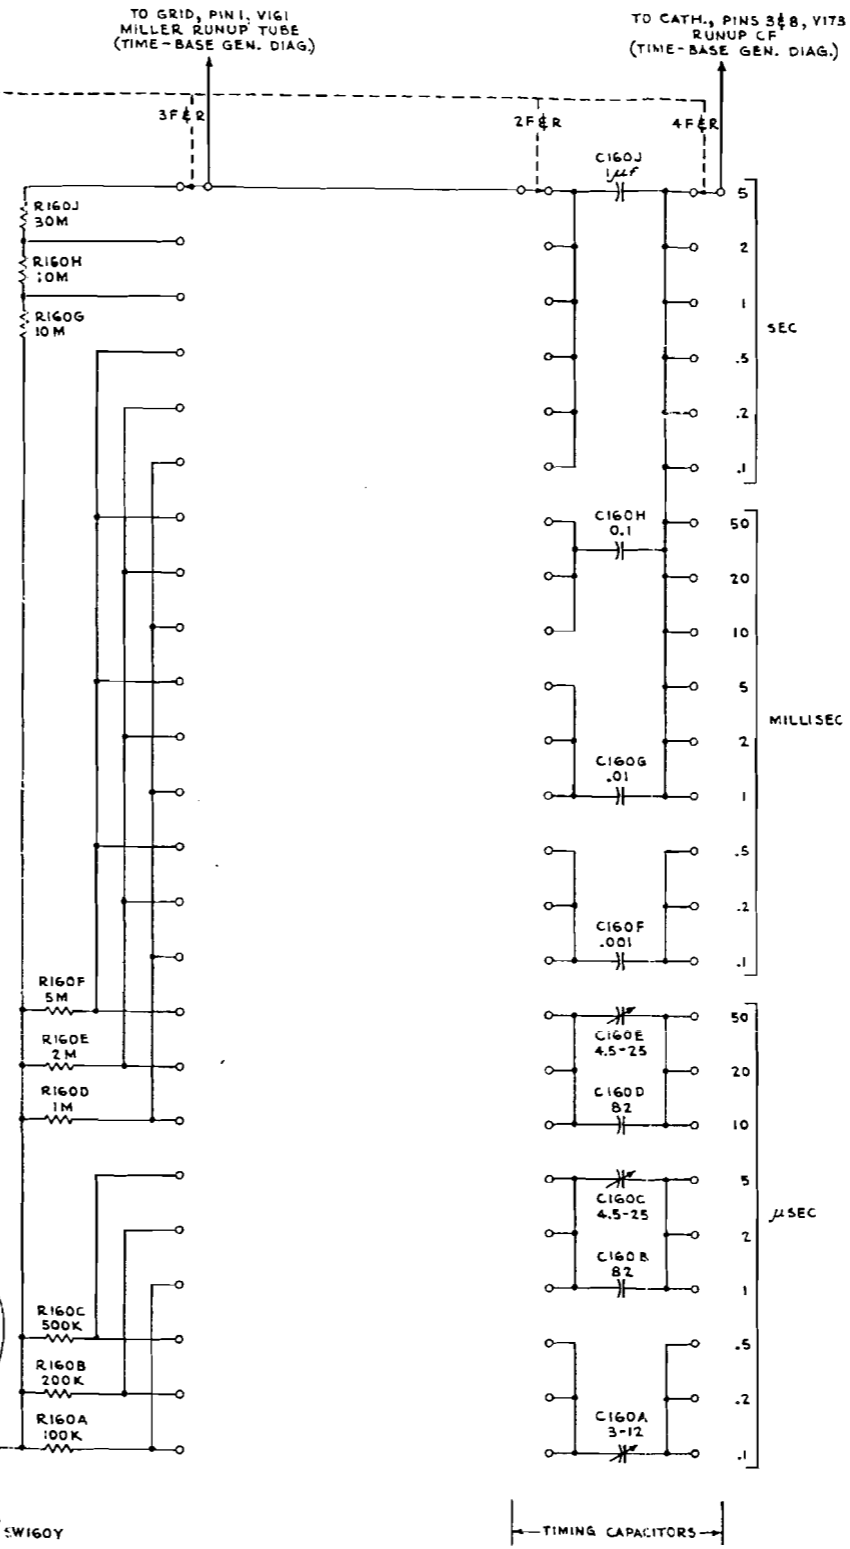 TO GRID, PIN 1, V161
MILLER RUNUP TUBE
(TIME-BASE GEN. DIAG.)
TO CATH., PINS 3&8, V173
RUNUP CF
(TIME-BASE GEN. DIAG.)
3F&R
2F&R
4F&R
C160J
1µF
5
R160J
30M
2
R160H
10M
1
R160G
10M
SEC
.5
.2
.1
C160H
0.1
50
20
10
5
MILLISEC
2
C160G
.01
1
.5
.2
C160F
.001
.1
R160F
5M
50
C160E
4.5-25
R160E
2M
20
R160D
1M
C160D
82
10
5
C160C
4.5-25
µSEC
2
C160B
82
1
R160C
500K
.5
R160B
200K
.2
R160A
100K
C160A
3-12
.1
SW160Y
TIMING CAPACITORS